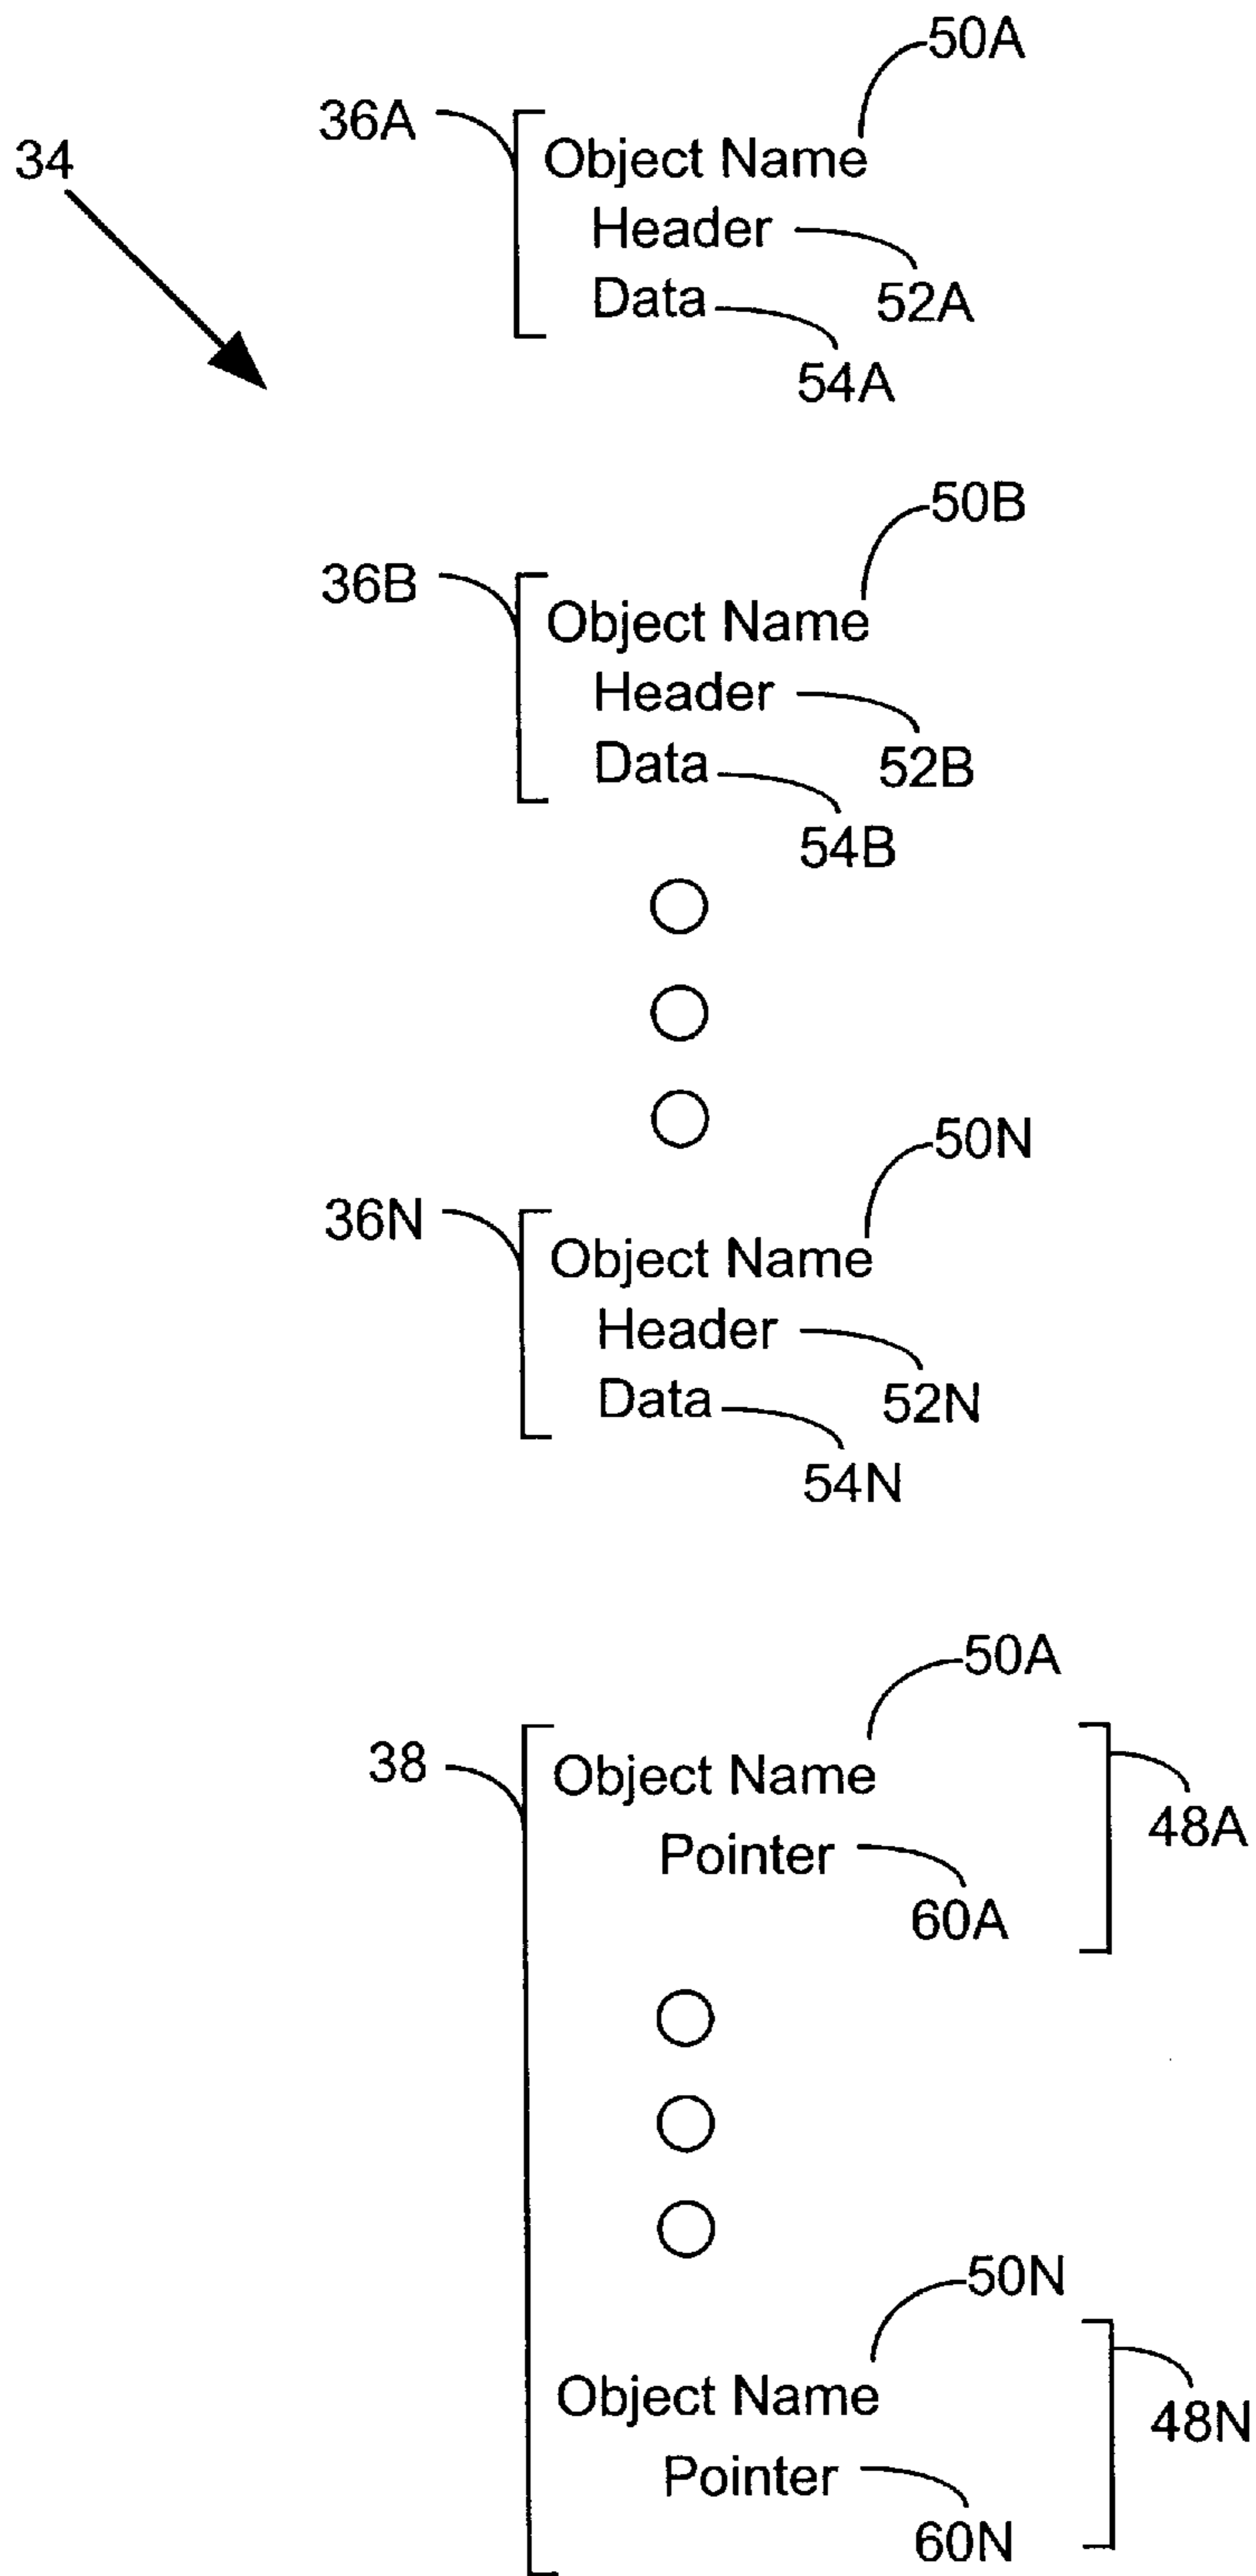 50A
36A
34
Object Name
Header
Data
52A
54A
50B
36B
Object Name
Header
Data
52B
54B
50N
36N
Object Name
Header
Data
52N
54N
50A
38
Object Name
48A
Pointer
60A
50N
Object Name
48N
Pointer
60N